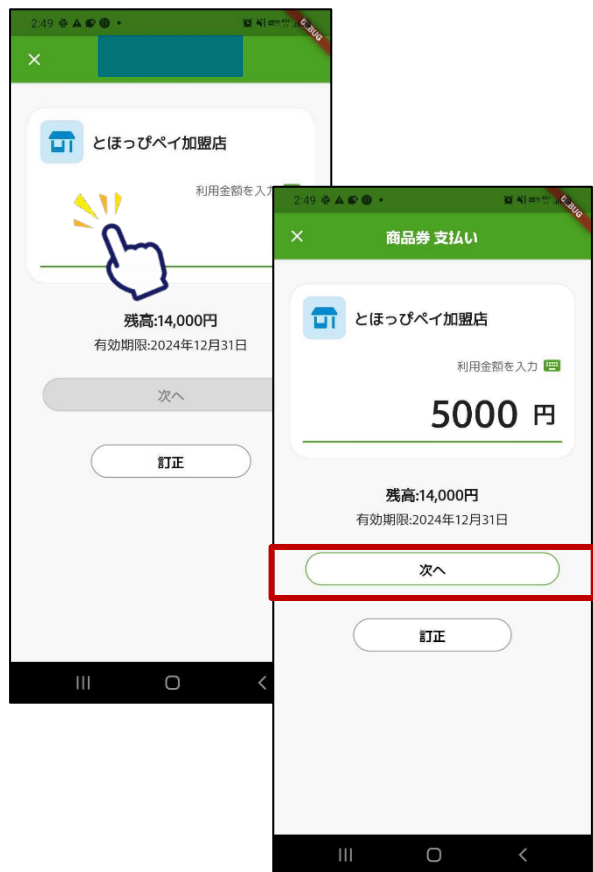 2:49
とほっぴペイ加盟店
利用金額を入力
残高:14,000円
有効期限:2024年12月31日
次へ
訂正
2:49
商品券 支払い
とほっぴペイ加盟店
利用金額を入力
5000 円
残高:14,000円
有効期限:2024年12月31日
次へ
訂正